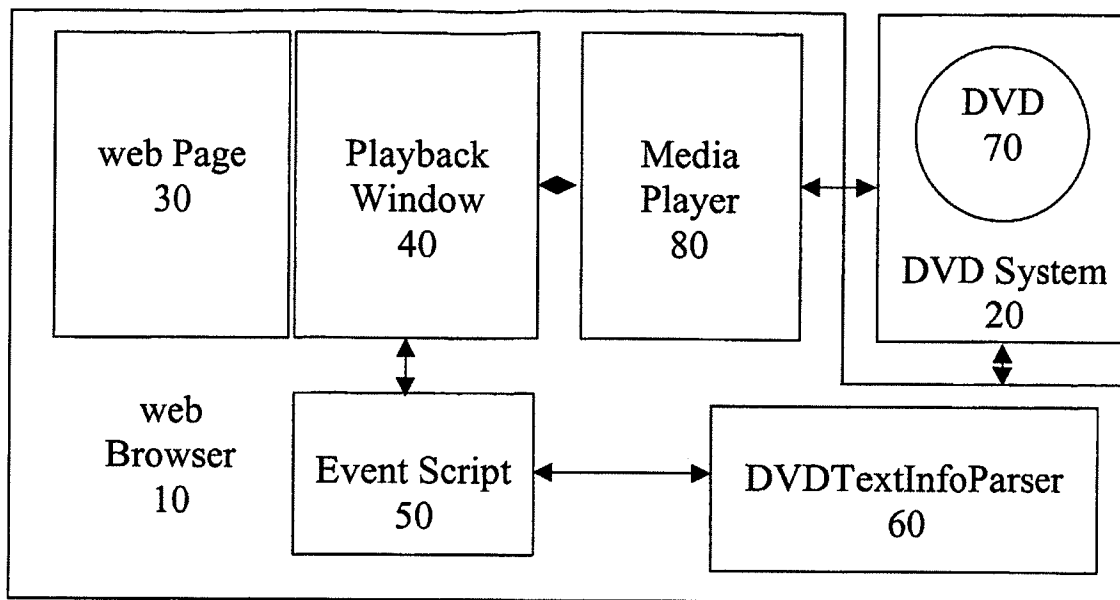 web Page
30
Playback
Window
40
Media
Player
80
DVD
70
DVD System
20
web
Browser
10
Event Script
50
DVDTextInfoParser
60